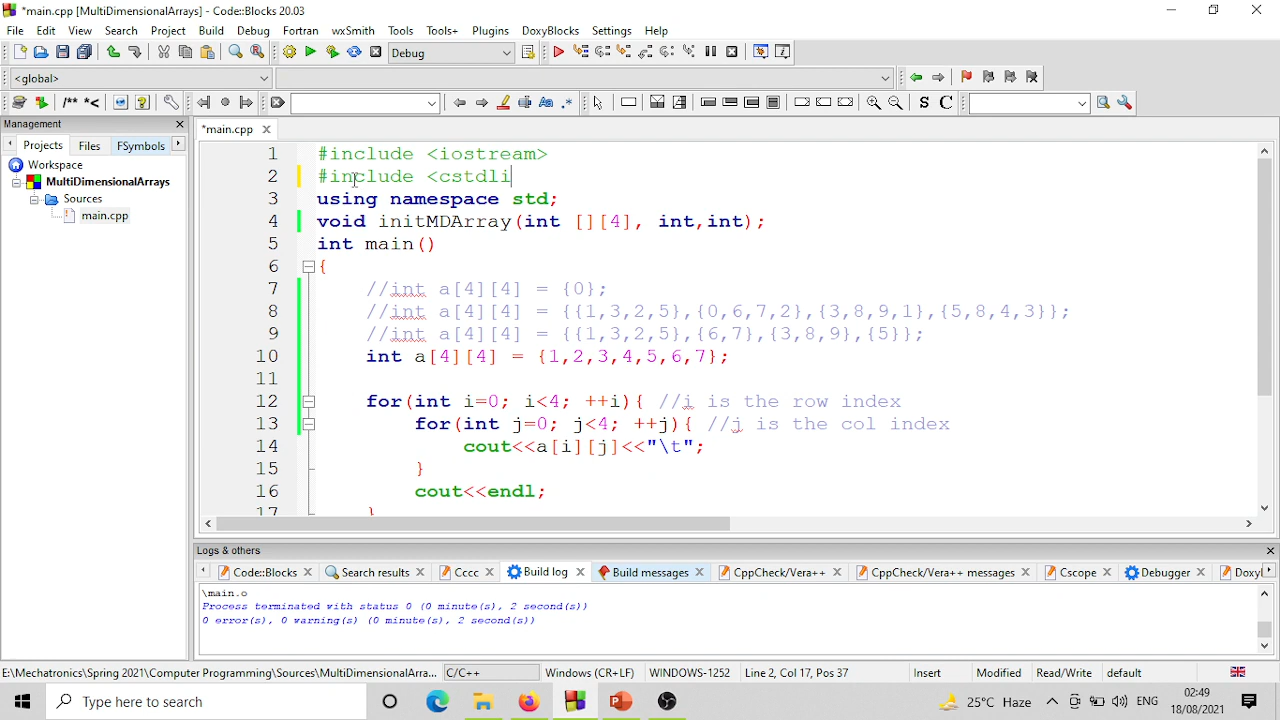 *main.cpp [MultiDimensionalArrays] - Code::Blocks 20.03
File Edit View Search Project Build Debug Fortran wxSmith Tools Tools+ Plugins DoxyBlocks Settings Help
Debug
<global>
/** *<
S C
Management
*main.cpp
Projects Files FSymbols
Workspace
MultiDimensionalArrays
Sources
main.cpp
1 #include <iostream>
2 #include <cstdli
3 using namespace std;
4 void initMDArray(int [][4], int,int);
5 int main()
6 {
7 //int a[4][4] = {0};
8 //int a[4][4] = {{1,3,2,5},{0,6,7,2},{3,8,9,1},{5,8,4,3}};
9 //int a[4][4] = {{1,3,2,5},{6,7},{3,8,9},{5}};
10 int a[4][4] = {1,2,3,4,5,6,7};
11
12 for(int i=0; i<4; ++i){ //i is the row index
13 for(int j=0; j<4; ++j){ //j is the col index
14 cout<<a[i][j]<<"\t";
15 }
16 cout<<endl;
17 }
Logs & others
Code::Blocks Search results Cccc Build log Build messages CppCheck/Vera++ CppCheck/Vera++ messages Cscope Debugger Doxy
\main.o
Process terminated with status 0 (0 minute(s), 2 second(s))
0 error(s), 0 warning(s) (0 minute(s), 2 second(s))
E:\Mechatronics\Spring 2021\Computer Programming\Sources\MultiDimensionalArra... C/C++ Windows (CR+LF) WINDOWS-1252 Line 2, Col 17, Pos 37 Insert Modified Read/Write default
Type here to search
25°C Haze
ENG
02:49
18/08/2021